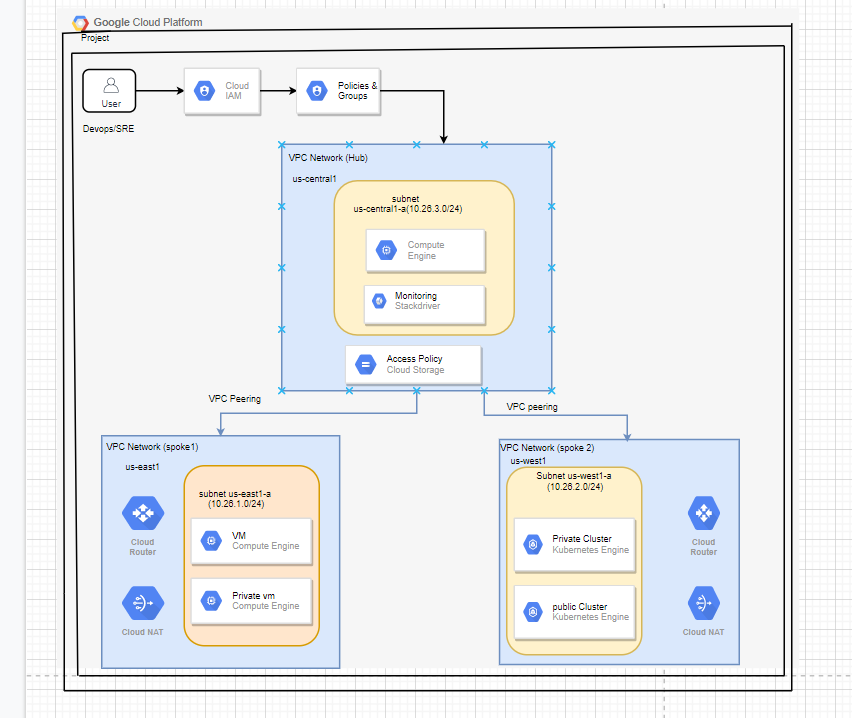 Google Cloud Platform
Project
User
Devops/SRE
Cloud
IAM
Policies &
Groups
VPC Network (Hub)
us-central1
subnet
us-central1-a(10.26.3.0/24)
Compute
Engine
Monitoring
Stackdriver
Access Policy
Cloud Storage
VPC Peering
VPC peering
VPC Network (spoke1)
us-east1
subnet us-east1-a
(10.26.1.0/24)
VM
Compute Engine
Private vm
Compute Engine
Cloud
Router
Cloud NAT
VPC Network (spoke 2)
us-west1
Subnet us-west1-a
(10.26.2.0/24)
Private Cluster
Kubernetes Engine
public Cluster
Kubernetes Engine
Cloud
Router
Cloud NAT